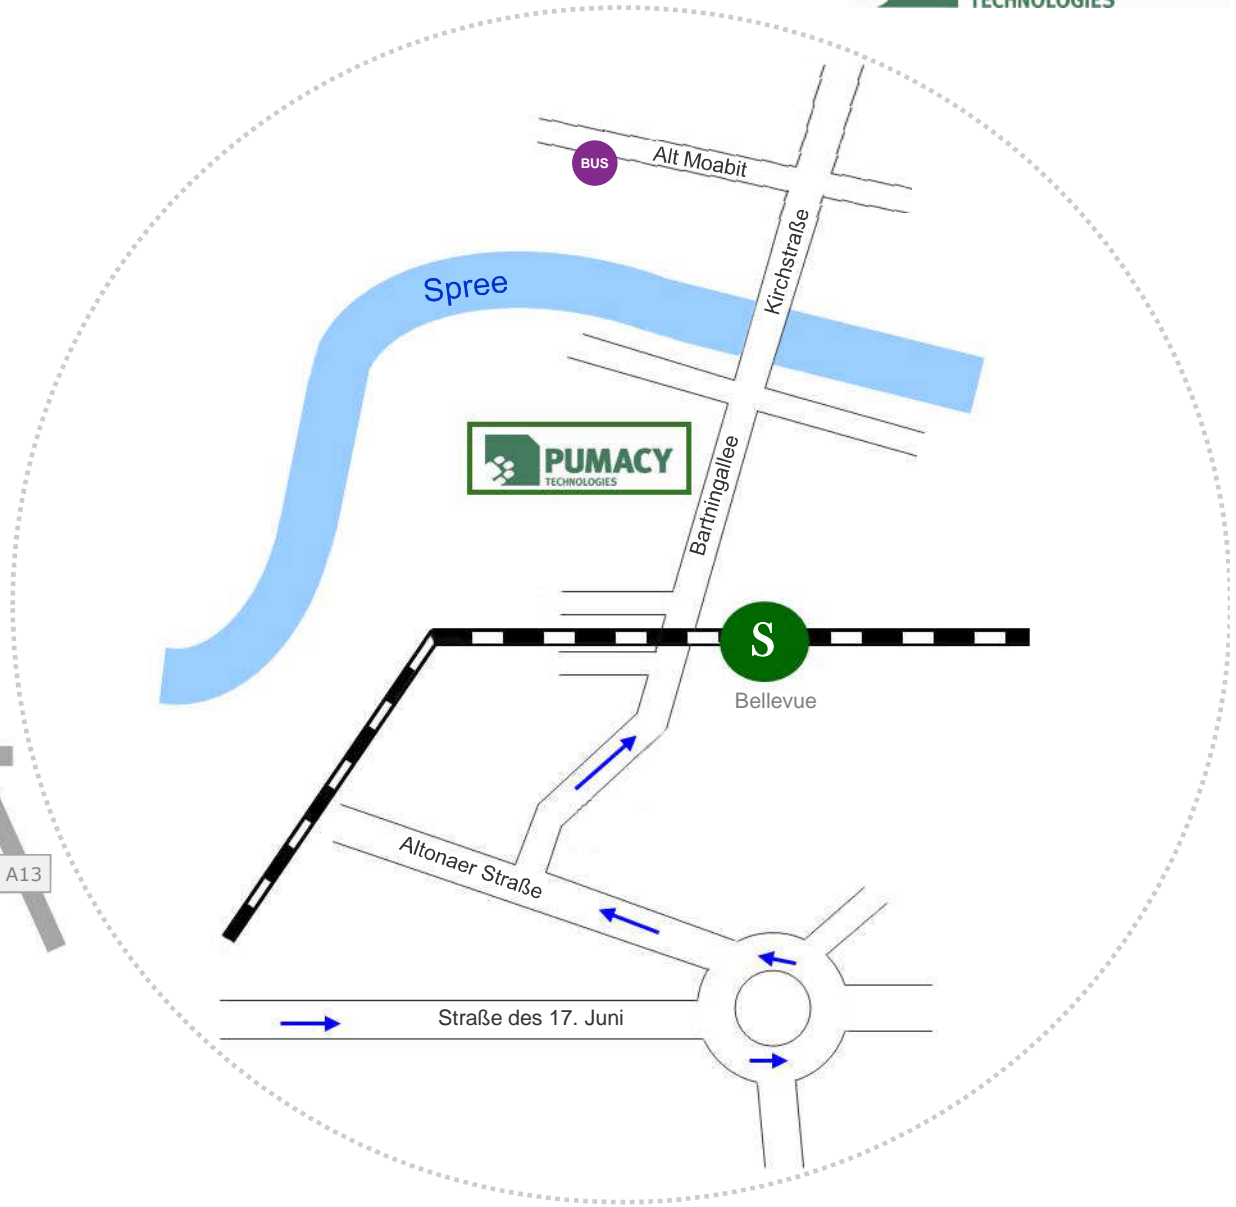 TECHNOLOGIES
BUS
Alt Moabit
Kirchstraße
Spree
PUMACY
TECHNOLOGIES
Bartningallee
S
Bellevue
Altonaer Straße
A13
Straße des 17. Juni